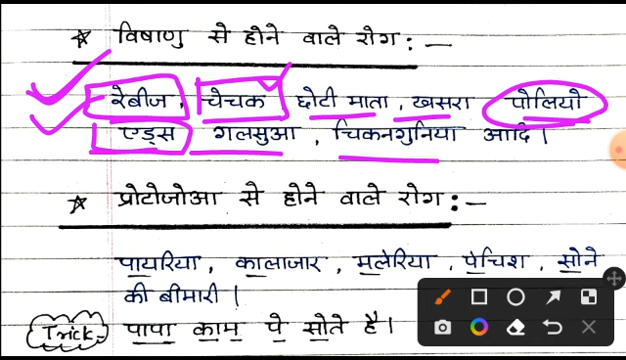 ☆ विषाणु से होने वाले रोग : —
रेबीज, चेचक छोटी माता, खसरा पोलियो
एड्स गलसुआ, चिकनगुनिया आदि।
☆ प्रोटोजोआ से होने वाले रोग : —
पायरिया, कालाजार, मलेरिया, पेचिश, सोने
की बीमारी।
Trick- पापा काम पे सोते है।